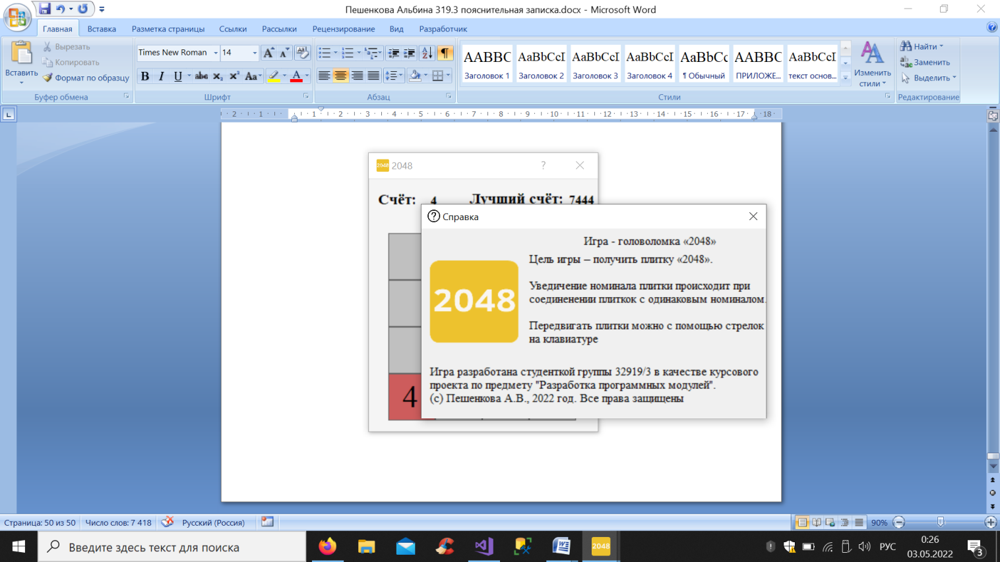 Пешенкова Альбина 319.3 пояснительная записка.docx - Microsoft Word
Главная Вставка Разметка страницы Ссылки Рассылки Рецензирование Вид Разработчик
Вставить
Вырезать
Копировать
Формат по образцу
Буфер обмена
Times New Roman 14
Шрифт
Абзац
AABBC AaBbCcI AaBbCcI AaBbCcI AaBbCc AABBC AaBbCcI
Заголовок 1 Заголовок 2 Заголовок 3 Заголовок 4 ¶ Обычный ПРИЛОЖЕ... текст основ...
Изменить стили
Стили
Найти
Заменить
Выделить
Редактирование
2 1 1 2 3 4 5 6 7 8 9 10 11 12 13 14 15 16 17 18
2048 2048
Счёт: 4 Лучший счёт: 7444
4
Справка
Игра - головоломка «2048»
Цель игры – получить плитку «2048».
2048
Уведичение номинала плитки происходит при
соединенении плиткок с одинаковым номиналом.
Передвигать плитки можно с помощью стрелок
на клавиатуре
Игра разработана студенткой группы 32919/3 в качестве курсового
проекта по предмету "Разработка программных модулей".
(с) Пешенкова А.В., 2022 год. Все права защищены
Страница: 50 из 50 Число слов: 7 418 Русский (Россия) 90%
Введите здесь текст для поиска
2048
РУС
0:26
03.05.2022
3